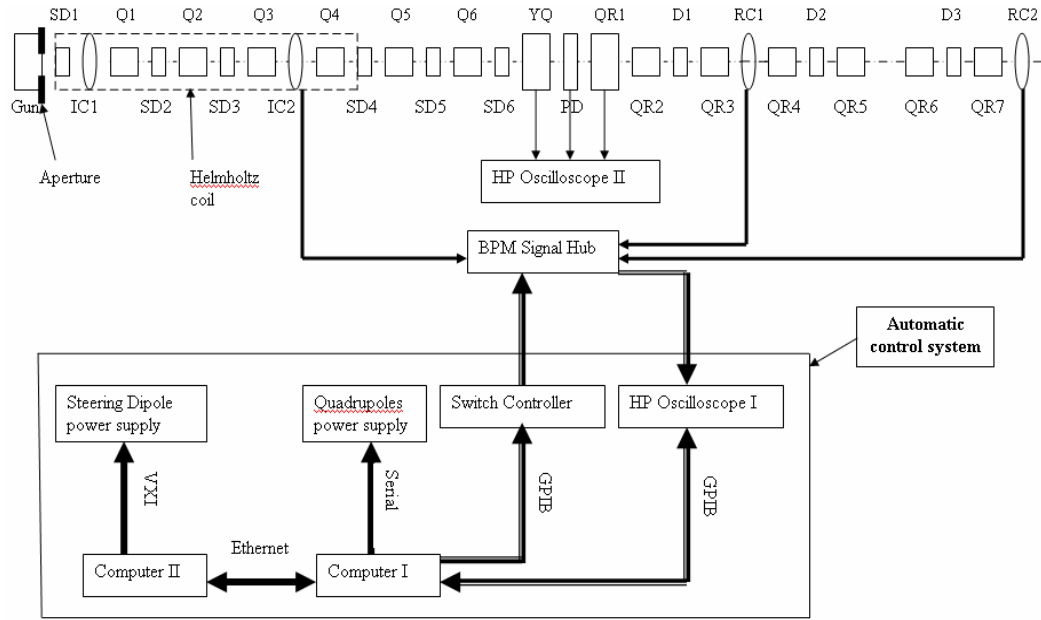 SD1 Q1 Q2 Q3 Q4 Q5 Q6 YQ QR1 D1 RC1 D2 D3 RC2
Gun IC1 SD2 SD3 IC2 SD4 SD5 SD6 PD QR2 QR3 QR4 QR5 QR6 QR7
Aperture
Helmholtz
coil
HP Oscilloscope II
BPM Signal Hub
Automatic
control system
Steering Dipole
power supply
Quadrupoles
power supply
Switch Controller
HP Oscilloscope I
VXI
Serial
GPIB
GPIB
Ethernet
Computer II
Computer I